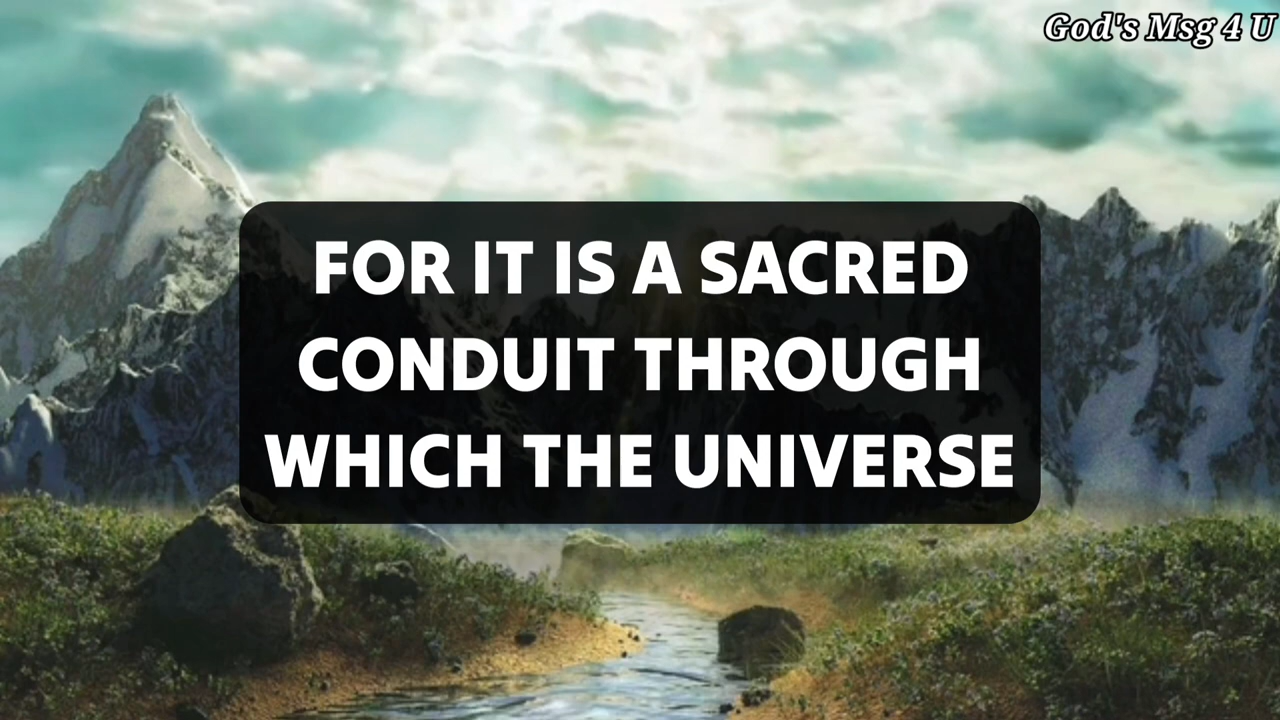 God's Msg 4 U
FOR IT IS A SACRED
CONDUIT THROUGH
WHICH THE UNIVERSE